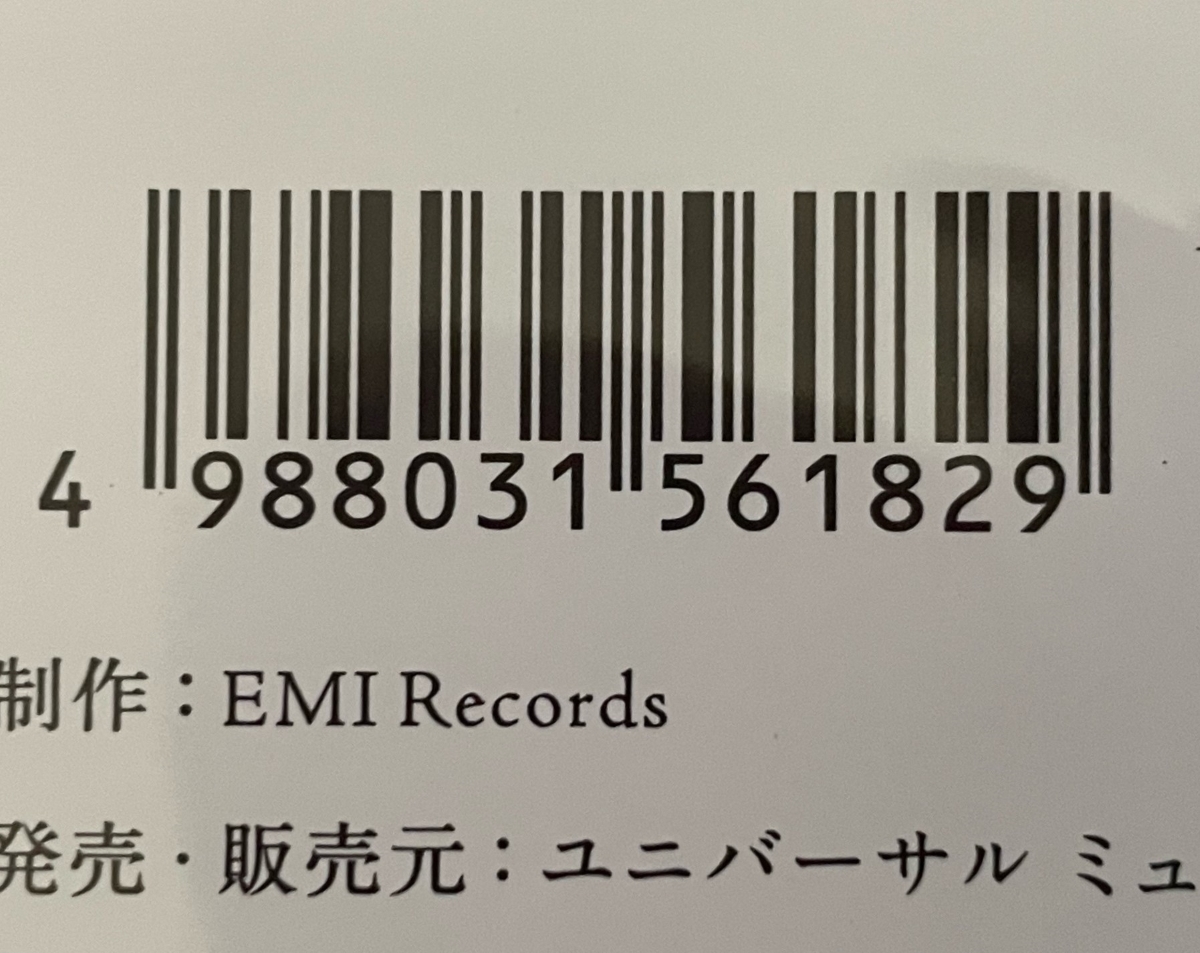 4 988031 561829
制作：EMI Records
発売・販売元：ユニバーサル ミュ